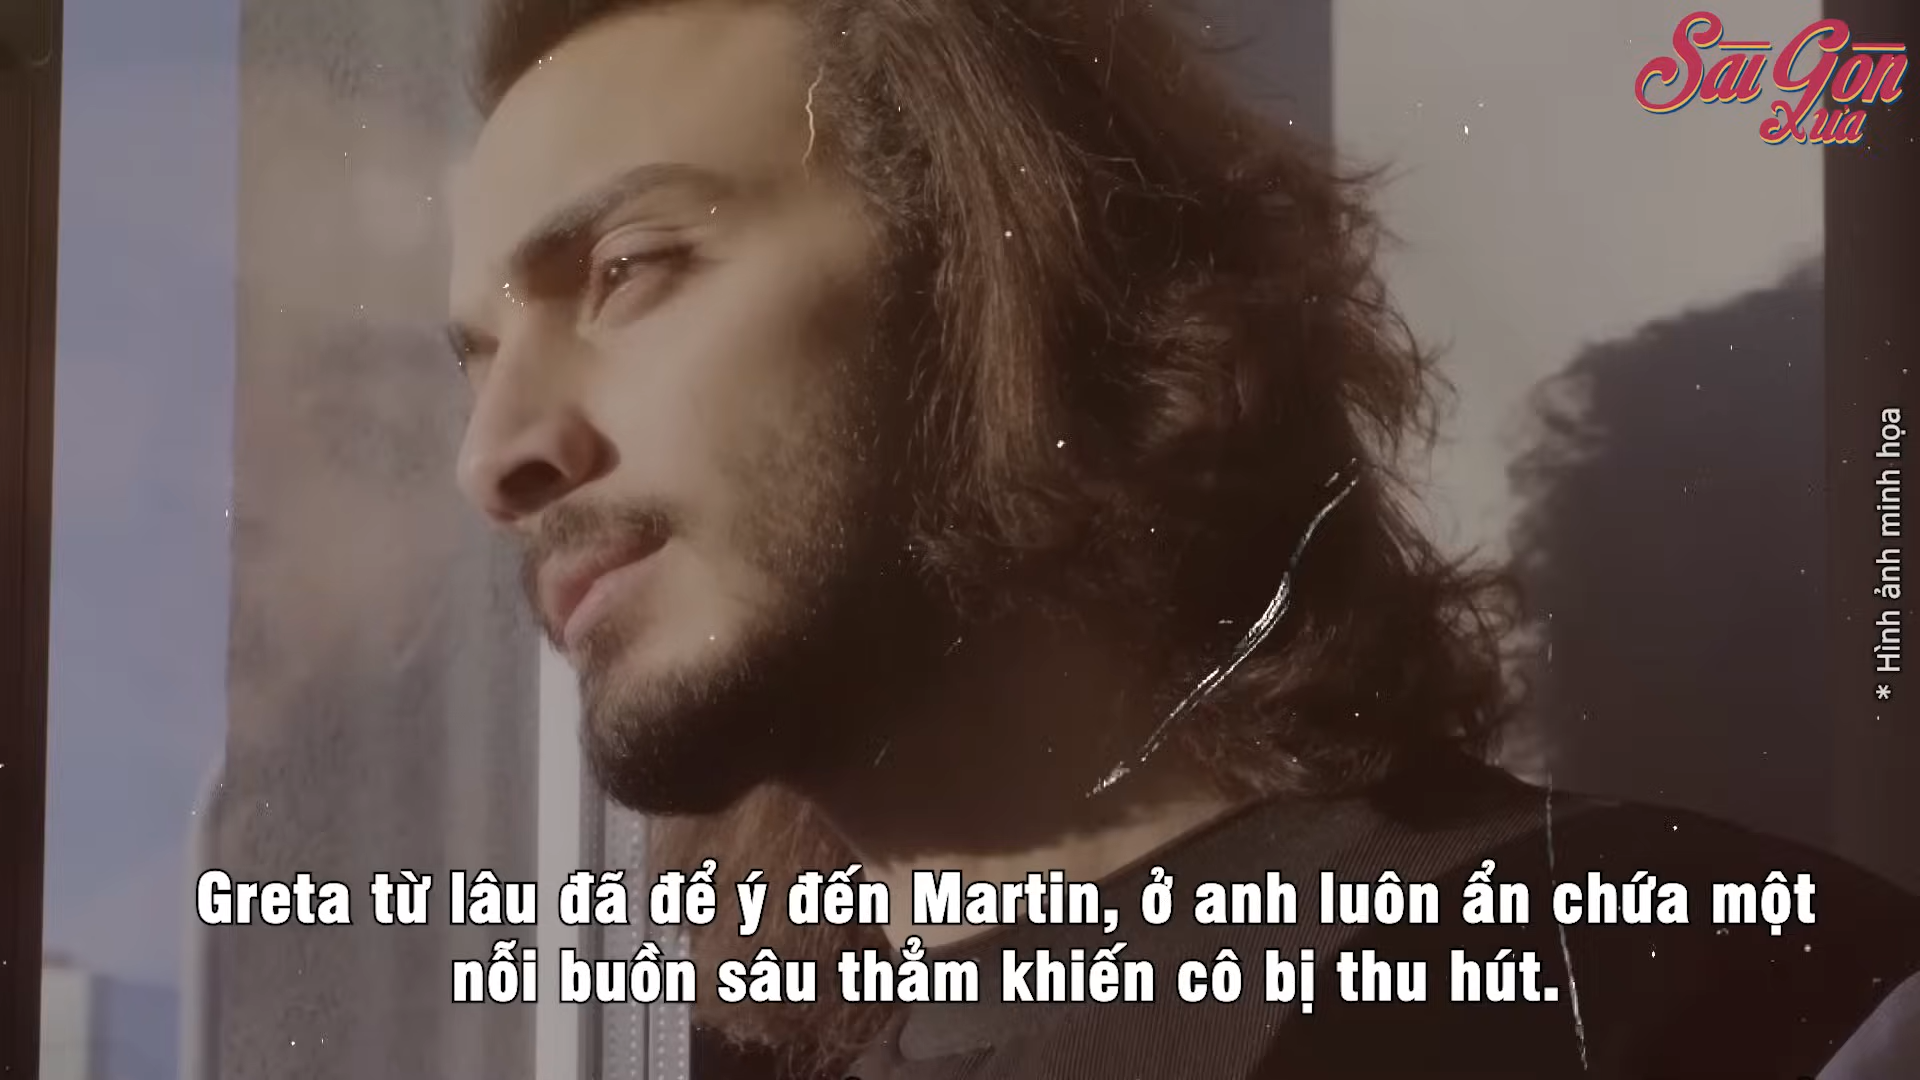 Sài Gòn
Xưa
* Hình ảnh minh họa
Greta từ lâu đã để ý đến Martin, ở anh luôn ẩn chứa một
nỗi buồn sâu thẳm khiến cô bị thu hút.